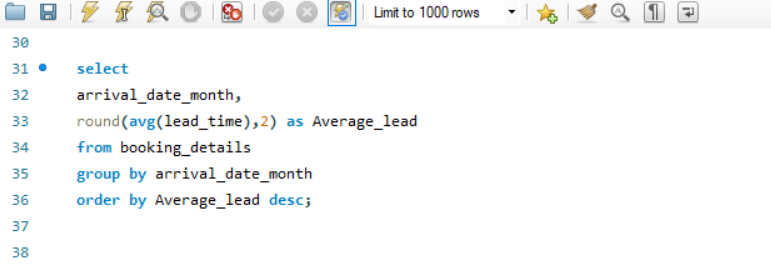 Limit to 1000 rows
30
31 select
32 arrival_date_month,
33 round(avg(lead_time),2) as Average_lead
34 from booking_details
35 group by arrival_date_month
36 order by Average_lead desc;
37
38